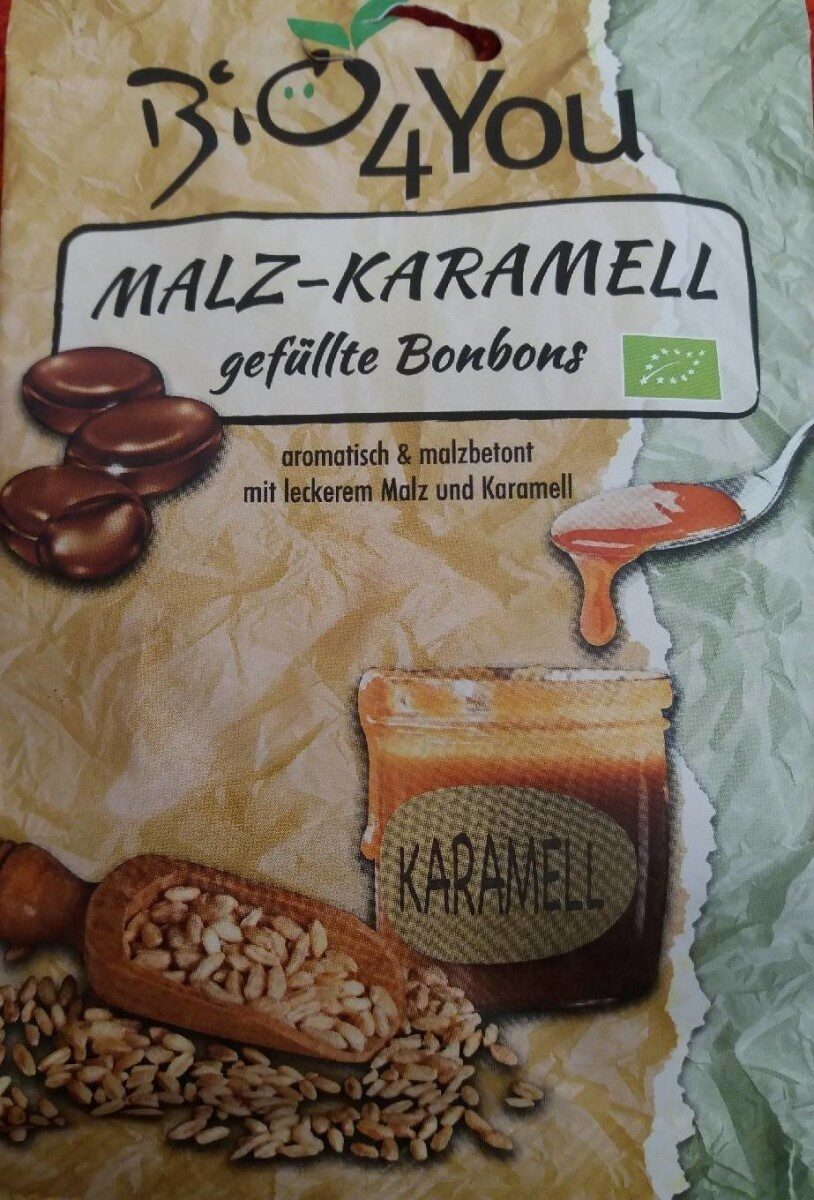 BiO4You
MALZ-KARAMELL
gefüllte Bonbons
aromatisch & malzbetont
mit leckerem Malz und Karamell
KARAMELL